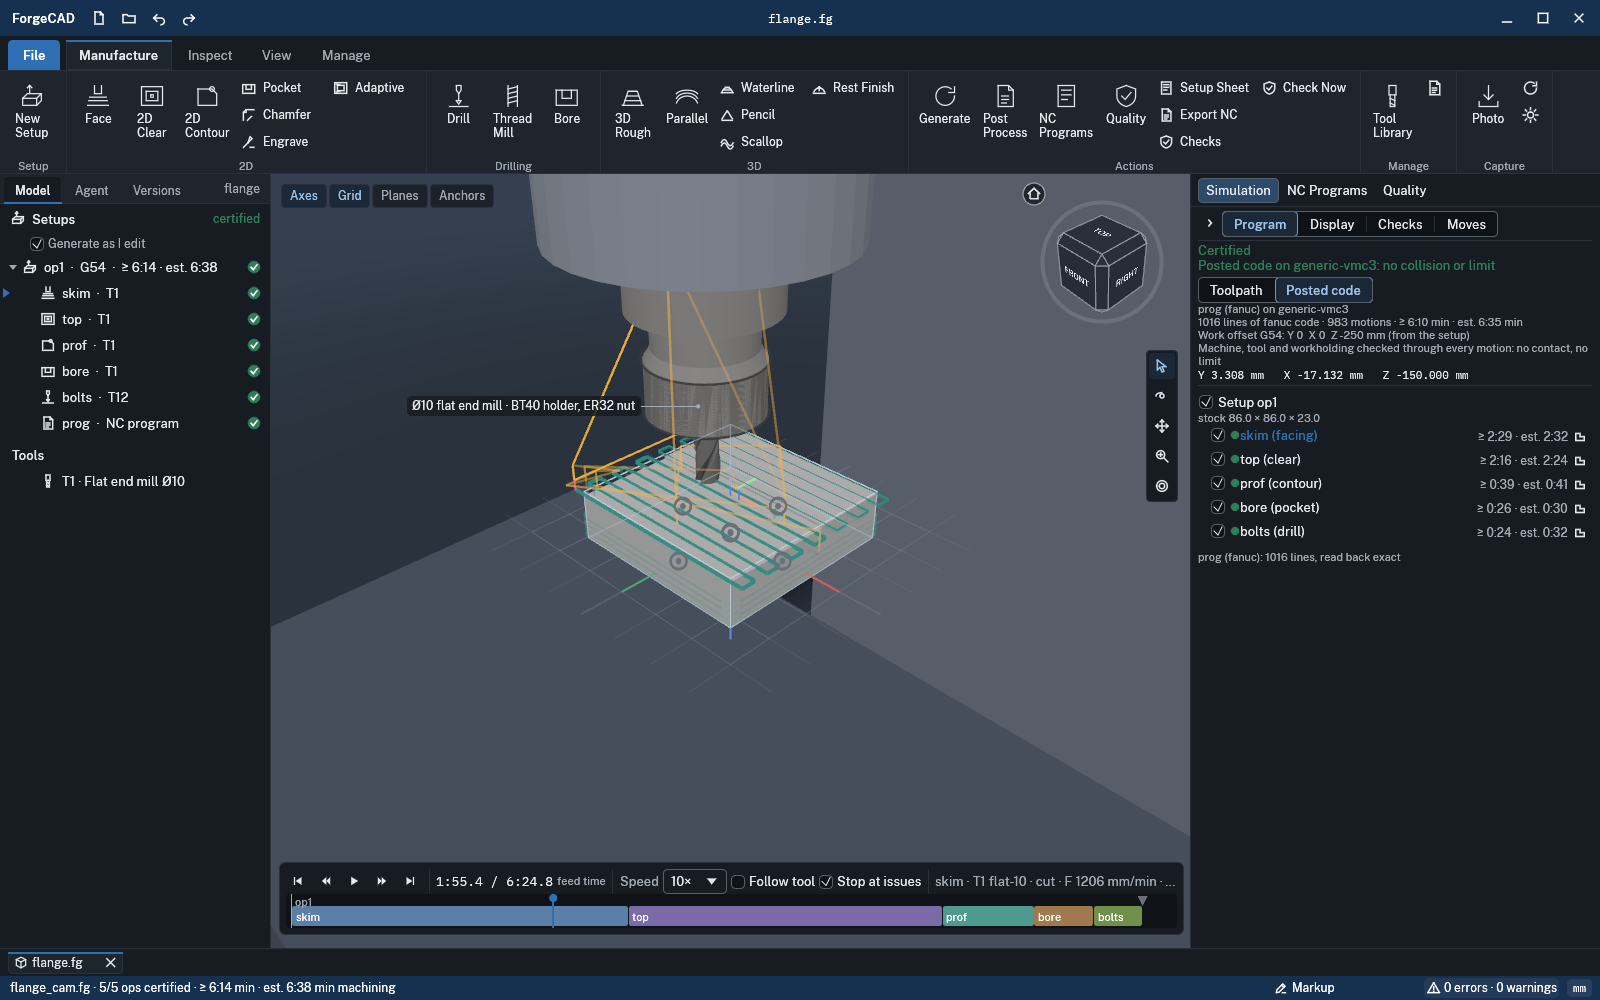 ForgeCAD
flange.fg
File
Manufacture
Inspect
View
Manage
New Setup
Face
2D Clear
2D Contour
Pocket
Chamfer
Engrave
Adaptive
Drill
Thread Mill
Bore
3D Rough
Parallel
Waterline
Pencil
Scallop
Rest Finish
Generate
Post Process
NC Programs
Quality
Setup Sheet
Export NC
Checks
Check Now
Tool Library
Photo
Setup
2D
Drilling
3D
Actions
Manage
Capture
Model
Agent
Versions
flange
Setups
certified
Generate as I edit
op1 · G54 · ≥ 6:14 · est. 6:38
skim · T1
top · T1
prof · T1
bore · T1
bolts · T12
prog · NC program
Tools
T1 · Flat end mill Ø10
Axes
Grid
Planes
Anchors
TOP
FRONT
RIGHT
Ø10 flat end mill · BT40 holder, ER32 nut
1:55.4 / 6:24.8 feed time
Speed
10×
Follow tool
Stop at issues
skim · T1 flat-10 · cut · F 1206 mm/min · ...
op1
skim
top
prof
bore
bolts
Simulation
NC Programs
Quality
Program
Display
Checks
Moves
Certified
Posted code on generic-vmc3: no collision or limit
Toolpath
Posted code
prog (fanuc) on generic-vmc3
1016 lines of fanuc code · 983 motions · ≥ 6:10 min · est. 6:35 min
Work offset G54: Y 0 X 0 Z -250 mm (from the setup)
Machine, tool and workholding checked through every motion: no contact, no
limit
Y 3.308 mm X -17.132 mm Z -150.000 mm
Setup op1
stock 86.0 × 86.0 × 23.0
skim (facing) ≥ 2:29 · est. 2:32
top (clear) ≥ 2:16 · est. 2:24
prof (contour) ≥ 0:39 · est. 0:41
bore (pocket) ≥ 0:26 · est. 0:30
bolts (drill) ≥ 0:24 · est. 0:32
prog (fanuc): 1016 lines, read back exact
flange.fg
flange_cam.fg · 5/5 ops certified · ≥ 6:14 min · est. 6:38 min machining
Markup
0 errors · 0 warnings
mm